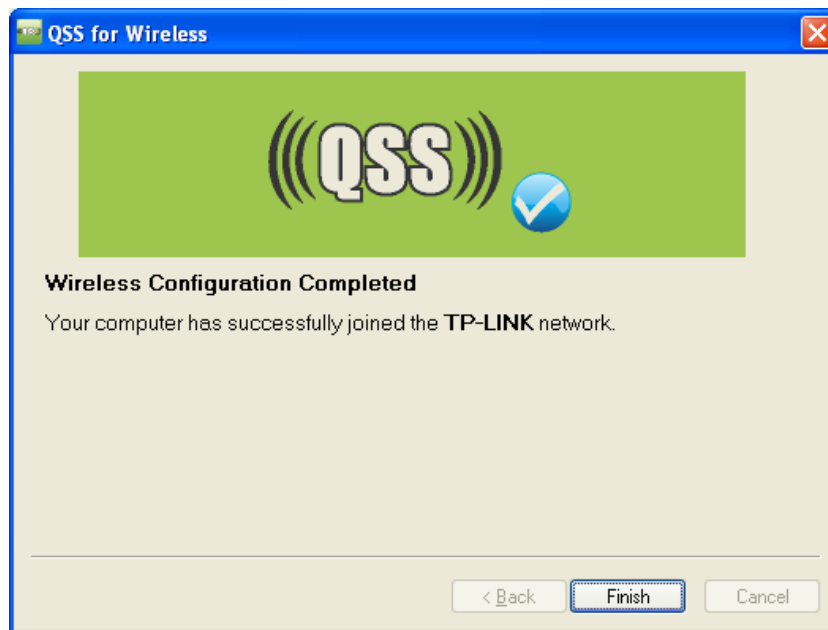 QSS for Wireless
QSS
Wireless Configuration Completed
Your computer has successfully joined the TP-LINK network.
< Back Finish Cancel